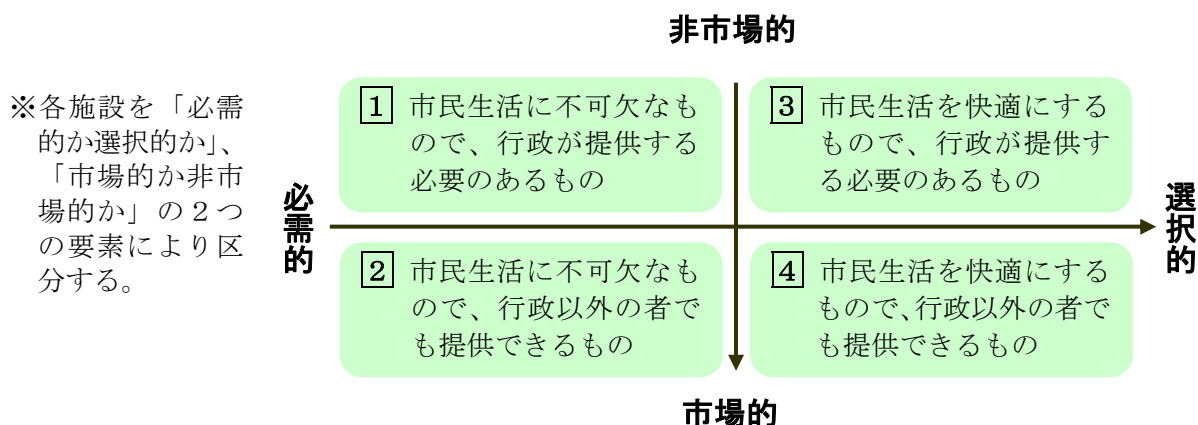 非市場的
※各施設を「必需
的か選択的か」、
「市場的か非市
場的か」の２つ
の要素により区
分する。
必需的
1 市民生活に不可欠なも
ので、行政が提供する
必要のあるもの
3 市民生活を快適にする
もので、行政が提供す
る必要のあるもの
選択的
2 市民生活に不可欠なも
ので、行政以外の者で
も提供できるもの
4 市民生活を快適にする
もので、行政以外の者で
も提供できるもの
市場的